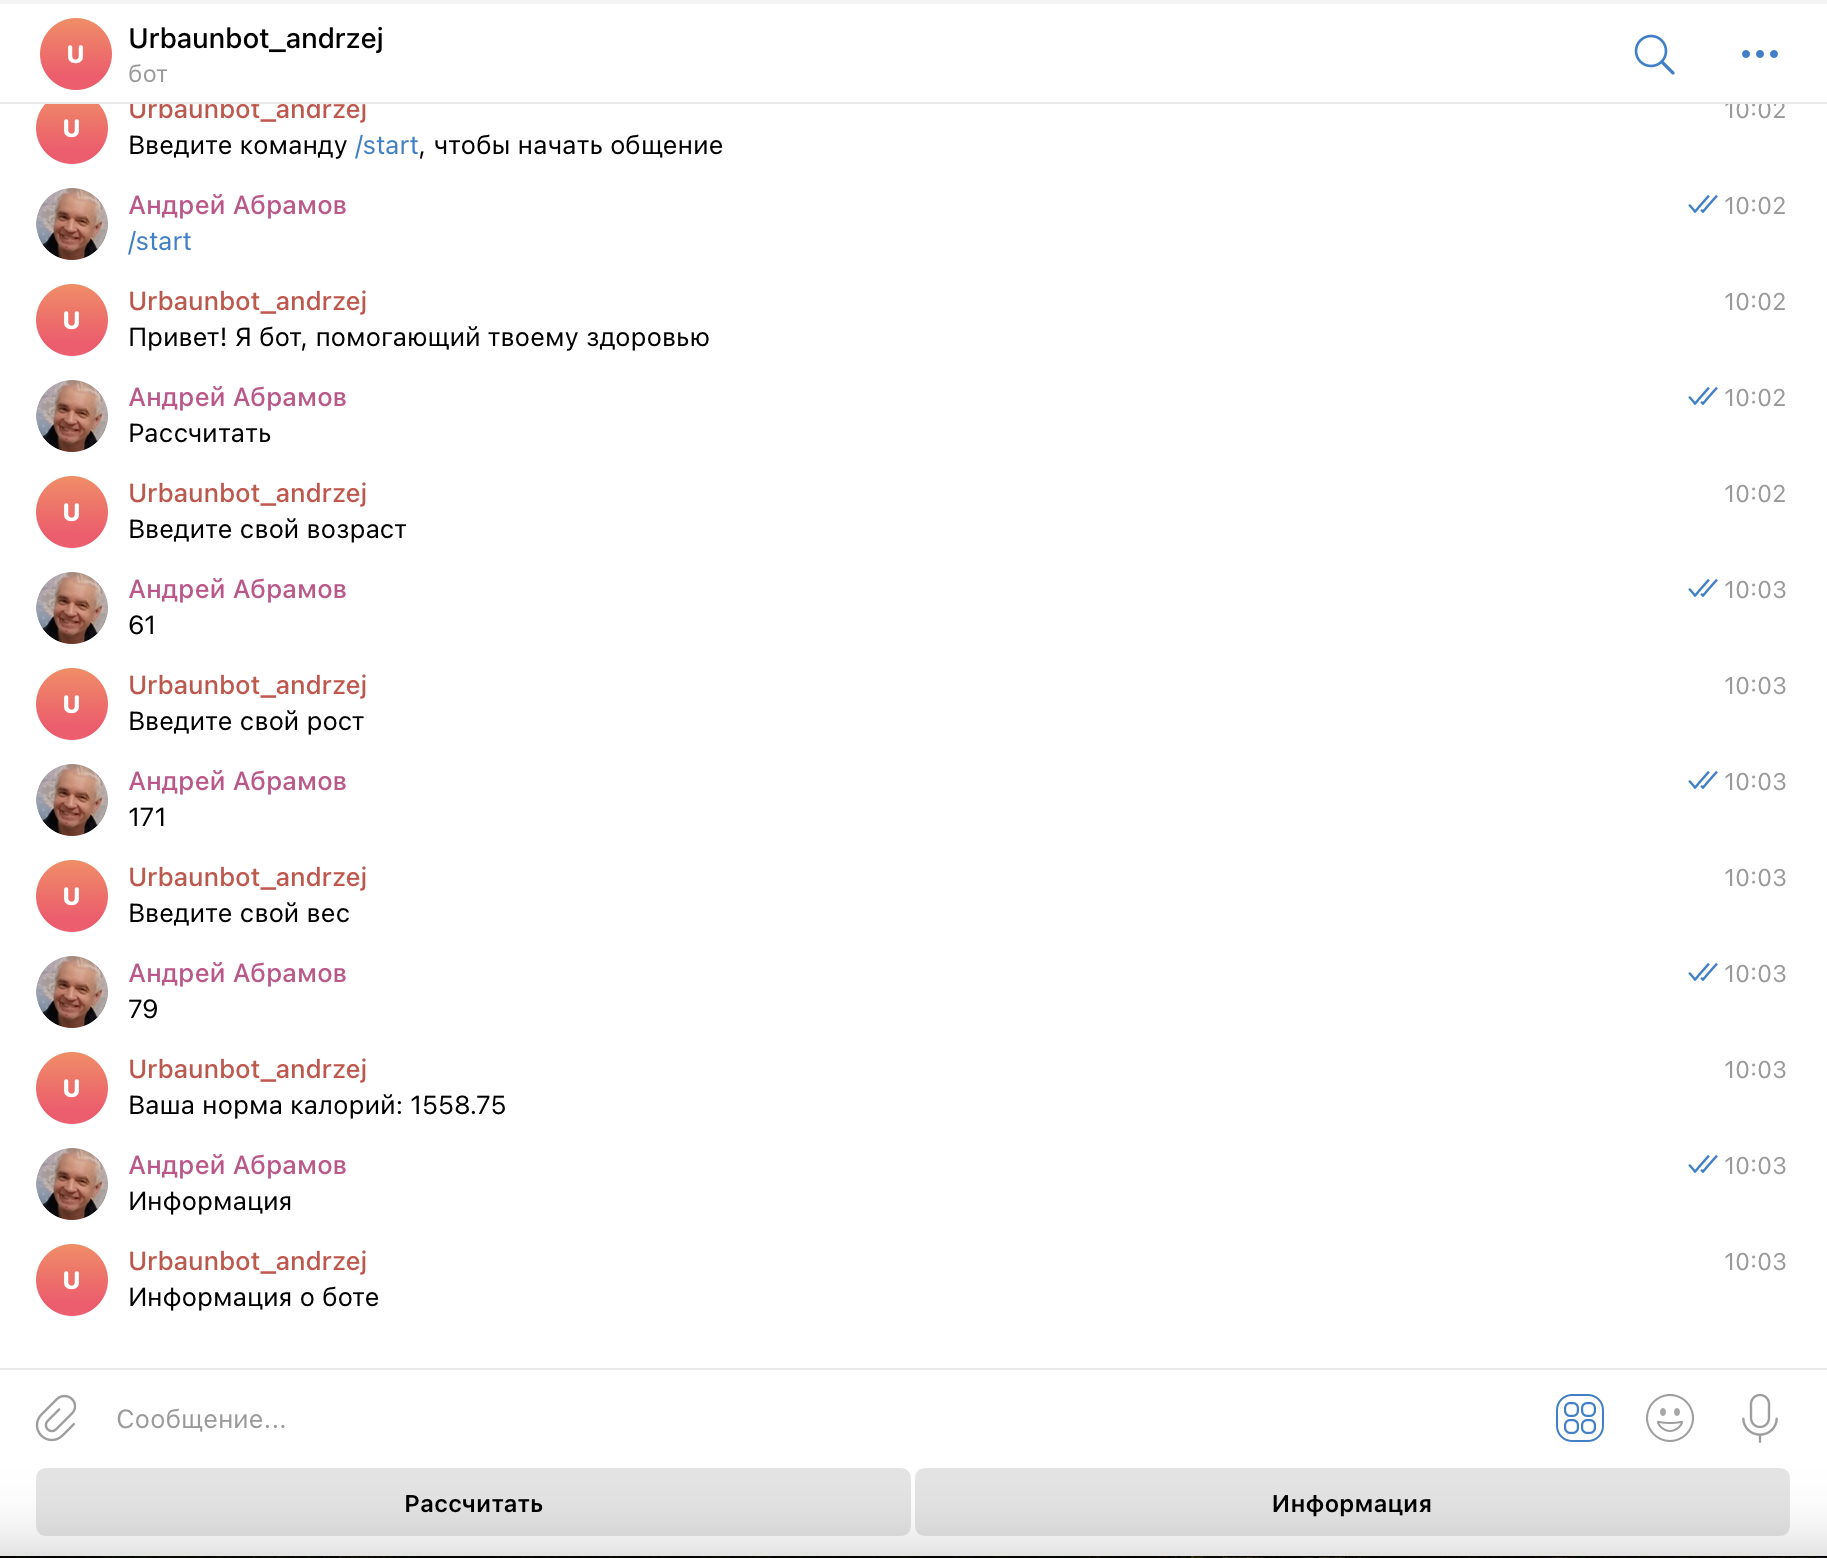 U
Urbaunbot_andrzej
бот
Urbaunbot_andrzej
10:02
U
Введите команду /start, чтобы начать общение
Андрей Абрамов
10:02
/start
Urbaunbot_andrzej
10:02
U
Привет! Я бот, помогающий твоему здоровью
Андрей Абрамов
10:02
Рассчитать
Urbaunbot_andrzej
10:02
U
Введите свой возраст
Андрей Абрамов
10:03
61
Urbaunbot_andrzej
10:03
U
Введите свой рост
Андрей Абрамов
10:03
171
Urbaunbot_andrzej
10:03
U
Введите свой вес
Андрей Абрамов
10:03
79
Urbaunbot_andrzej
10:03
U
Ваша норма калорий: 1558.75
Андрей Абрамов
10:03
Информация
Urbaunbot_andrzej
10:03
U
Информация о боте
Сообщение...
Рассчитать
Информация